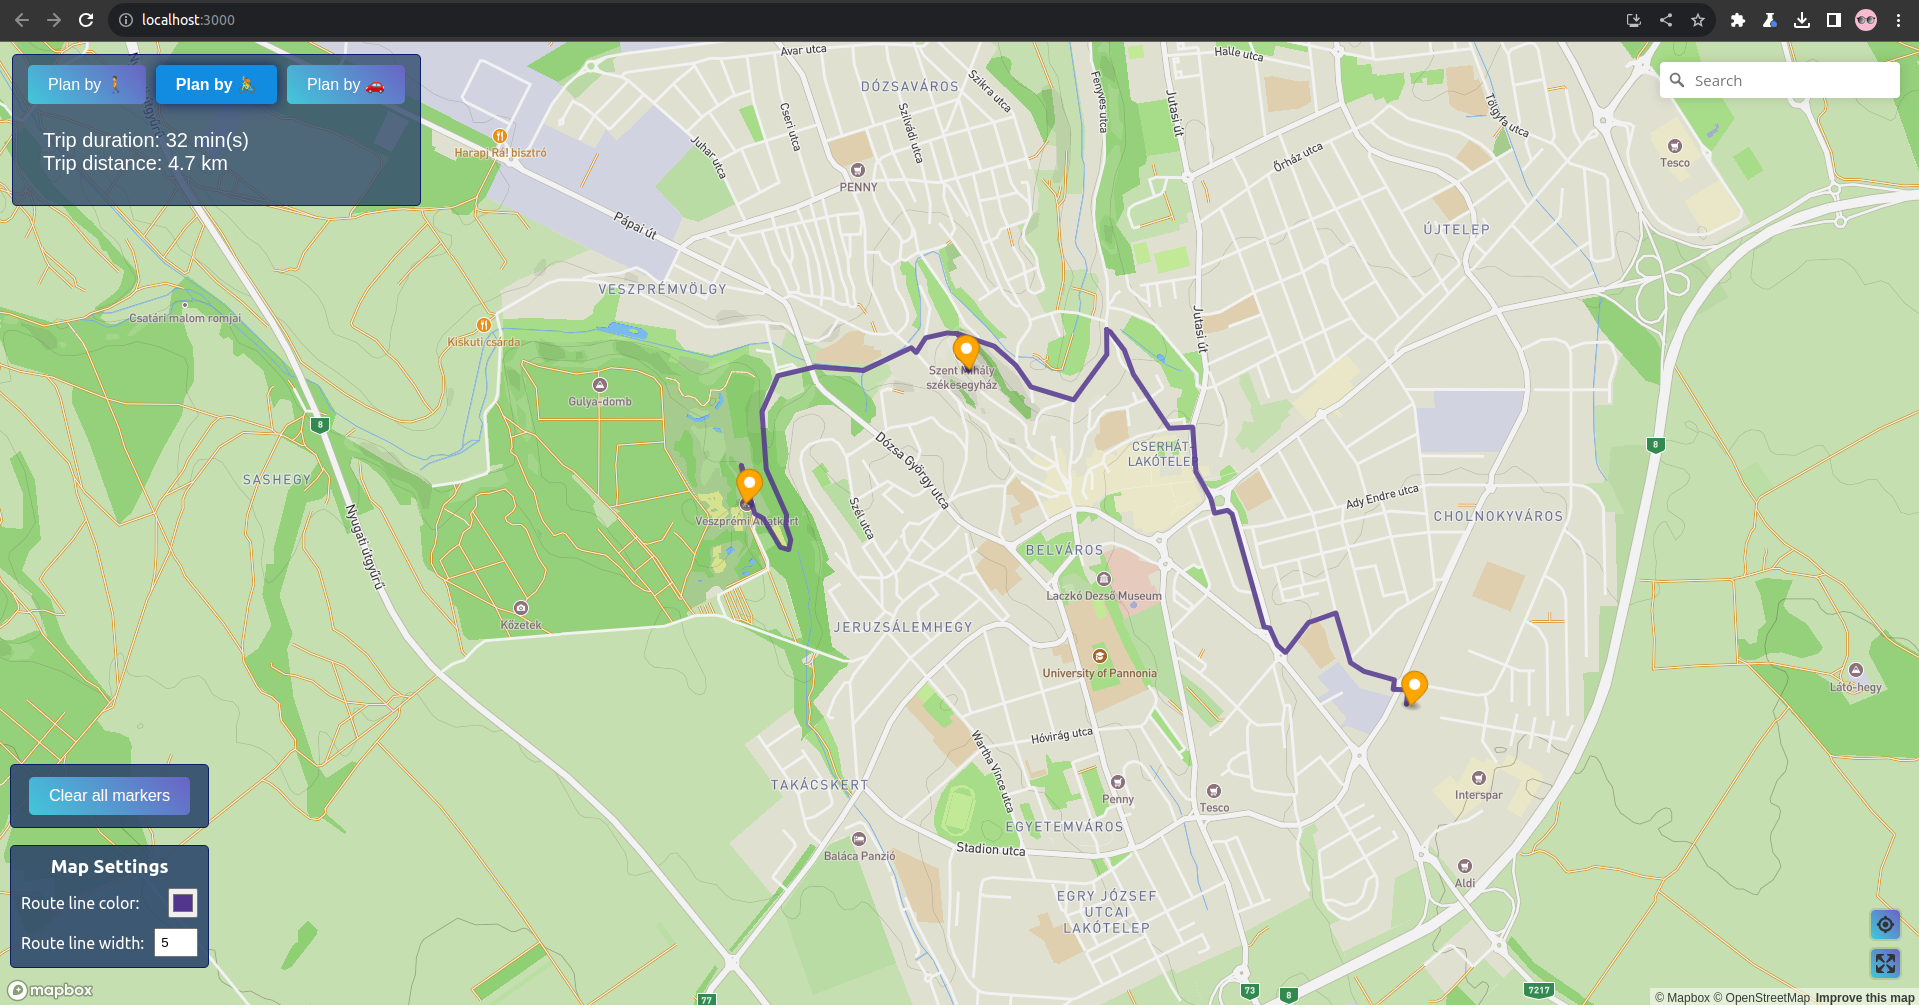 localhost:3000
Plan by
Plan by
Plan by
Trip duration: 32 min(s)
Trip distance: 4.7 km
Search
Avar utca
Halle utca
DÓZSAVÁROS
Szikra utca
Fenyves utca
Jutasi út
Tölgyfa utca
Cseri utca
Szilvádi utca
Juhar utca
Harapj Rá! bisztró
Őrház utca
Tesco
PENNY
Pápai út
ÚJTELEP
VESZPRÉMVÖLGY
Csatári malom romjai
Kiskuti csárda
Jutasi út
Szent Mihály
székesegyház
Gulya-domb
8
8
Dózsa György utca
CSERHÁT-
LAKÓTELEP
SASHEGY
Ady Endre utca
Szél utca
Veszprémi Állatkert
CHOLNOKYVÁROS
Nyugati útgyűrű
BELVÁROS
Laczkó Dezső Museum
Kőzetek
JERUZSÁLEMHEGY
University of Pannonia
Látó-hegy
Hóvirág utca
Wartha Vince utca
TAKÁCSKERT
Penny
Tesco
Interspar
EGYETEMVÁROS
Stadion utca
Baláca Panzió
Aldi
EGRY JÓZSEF
UTCAI
LAKÓTELEP
Clear all markers
Map Settings
Route line color:
Route line width: 5
mapbox
77
73
8
7217
© Mapbox © OpenStreetMap Improve this map